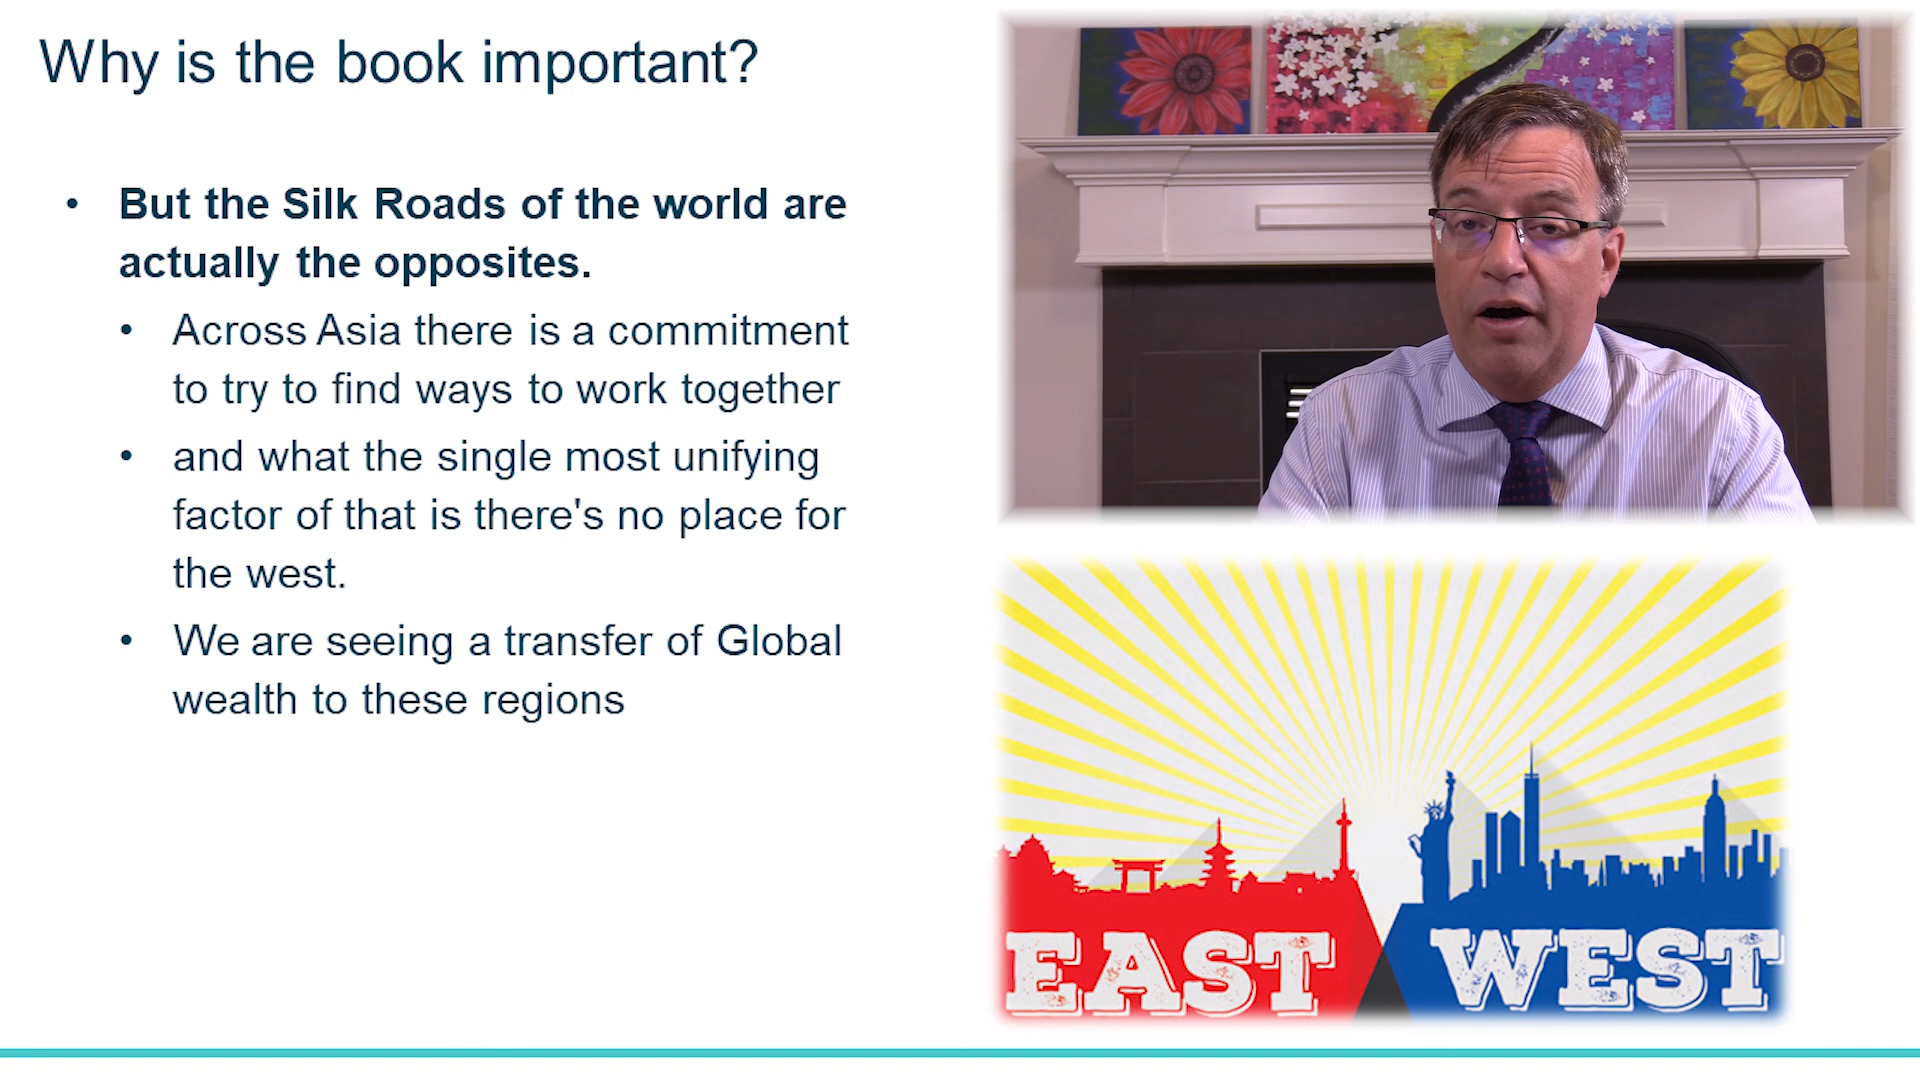 Why is the book important?
• But the Silk Roads of the world are
actually the opposites.
• Across Asia there is a commitment
to try to find ways to work together
• and what the single most unifying
factor of that is there's no place for
the west.
• We are seeing a transfer of Global
wealth to these regions
EAST WEST